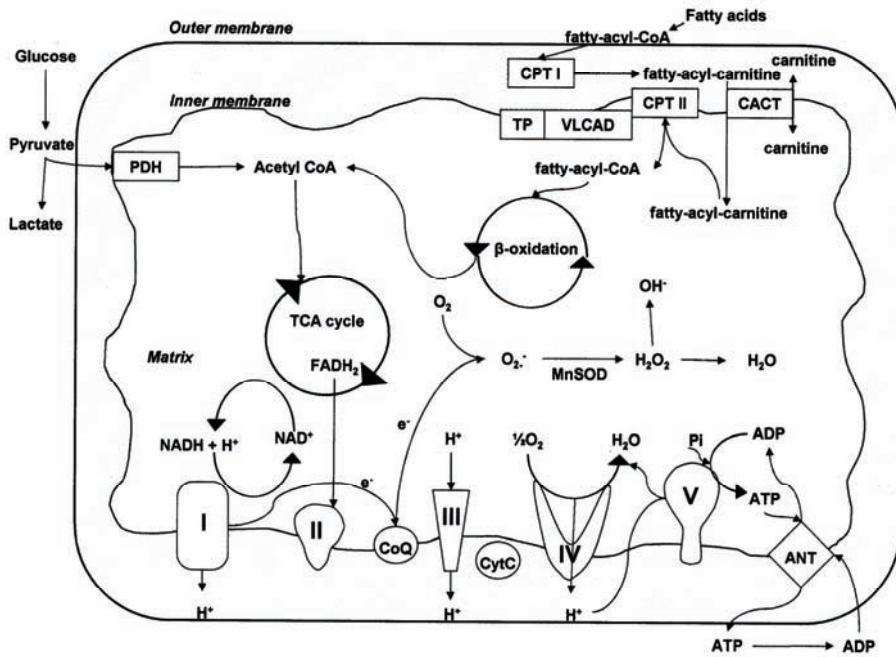 Fatty acids
Outer membrane
fatty-acyl-CoA
Glucose
CPT I
fatty-acyl-carnitine
carnitine
Inner membrane
CPT II
CACT
TP
VLCAD
Pyruvate
carnitine
PDH
Acetyl CoA
fatty-acyl-CoA
fatty-acyl-carnitine
Lactate
β-oxidation
OH⁻
O₂
TCA cycle
Matrix
FADH₂
O₂.⁻
MnSOD
H₂O₂
H₂O
e⁻
NADH + H⁺
NAD⁺
H⁺
½O₂
H₂O
Pi
ADP
e⁻
ATP
I
II
III
V
CoQ
CytC
IV
ANT
H⁺
H⁺
H⁺
ATP
ADP